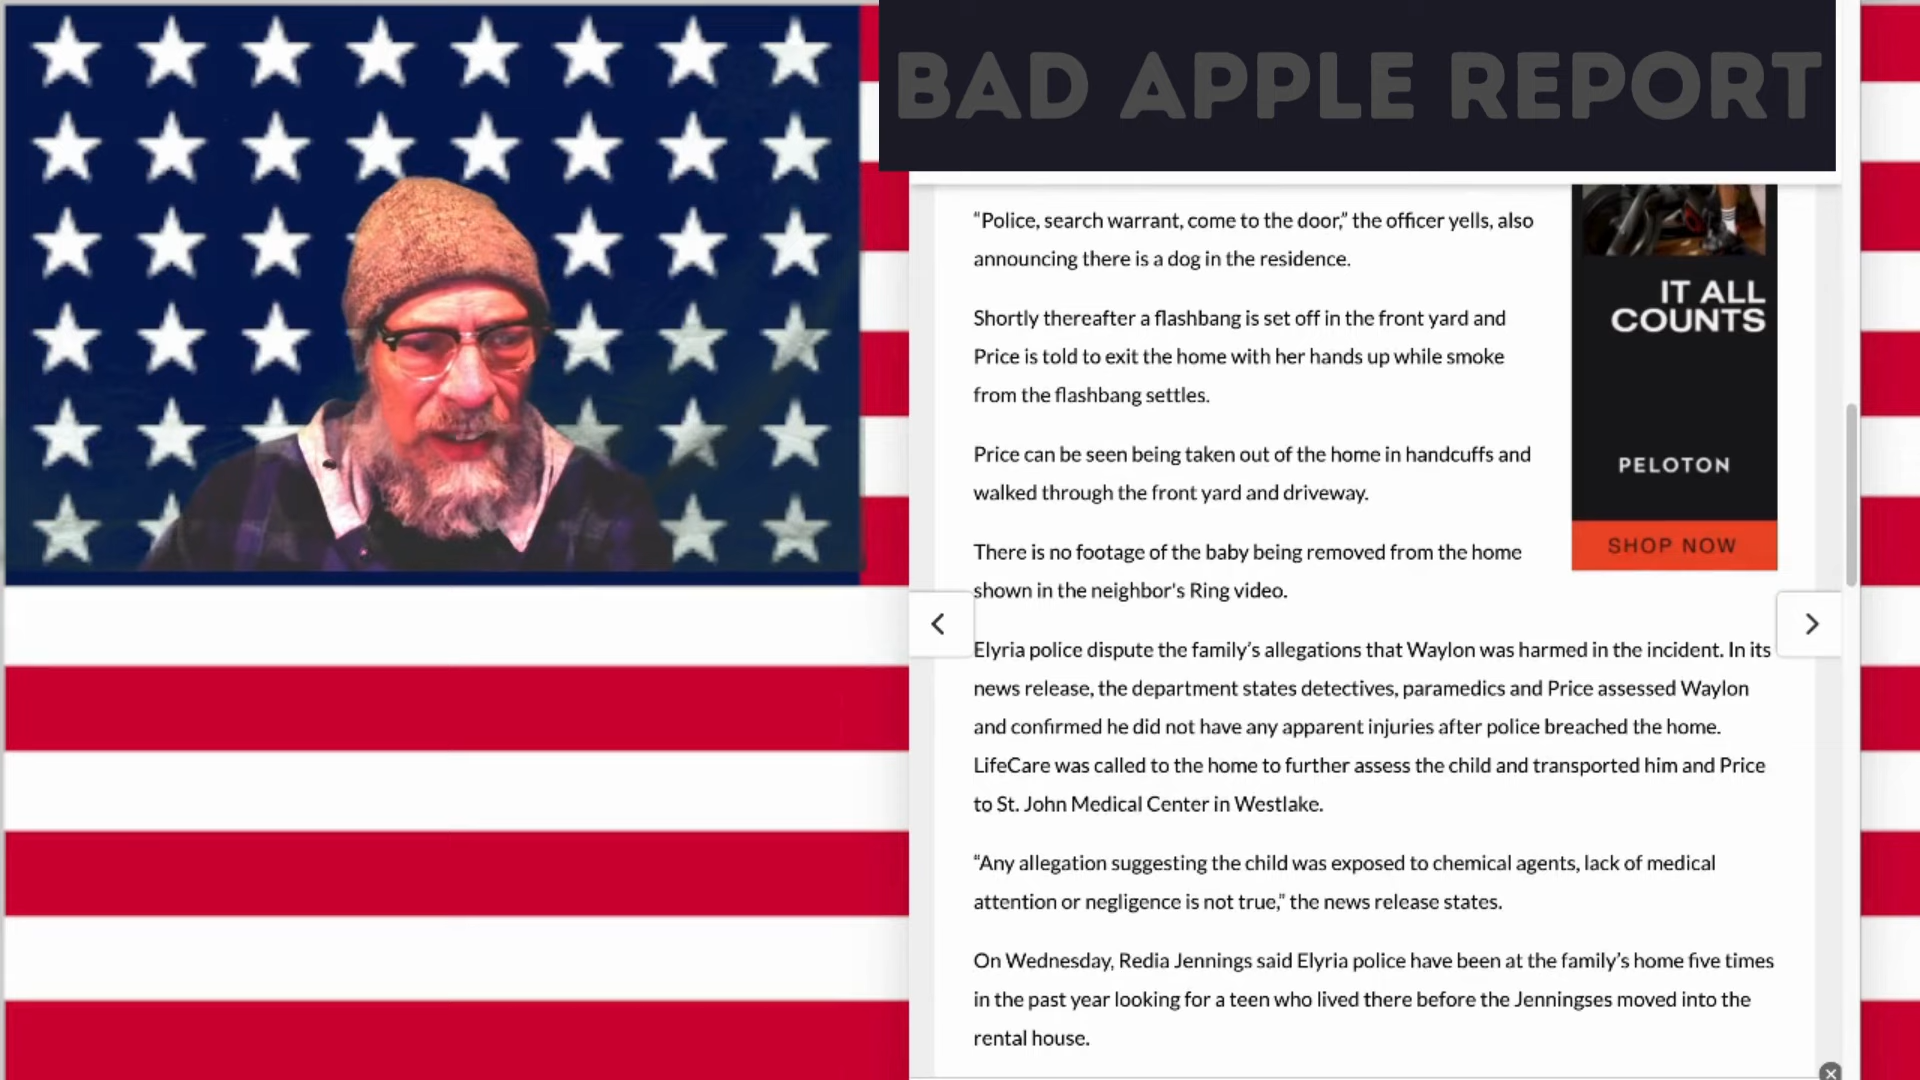 BAD APPLE REPORT
“Police, search warrant, come to the door,” the officer yells, also
announcing there is a dog in the residence.
Shortly thereafter a flashbang is set off in the front yard and
Price is told to exit the home with her hands up while smoke
from the flashbang settles.
Price can be seen being taken out of the home in handcuffs and
walked through the front yard and driveway.
There is no footage of the baby being removed from the home
shown in the neighbor's Ring video.
Elyria police dispute the family’s allegations that Waylon was harmed in the incident. In its
news release, the department states detectives, paramedics and Price assessed Waylon
and confirmed he did not have any apparent injuries after police breached the home.
LifeCare was called to the home to further assess the child and transported him and Price
to St. John Medical Center in Westlake.
“Any allegation suggesting the child was exposed to chemical agents, lack of medical
attention or negligence is not true,” the news release states.
On Wednesday, Redia Jennings said Elyria police have been at the family’s home five times
in the past year looking for a teen who lived there before the Jenningses moved into the
rental house.
IT ALL
COUNTS
PELOTON
SHOP NOW